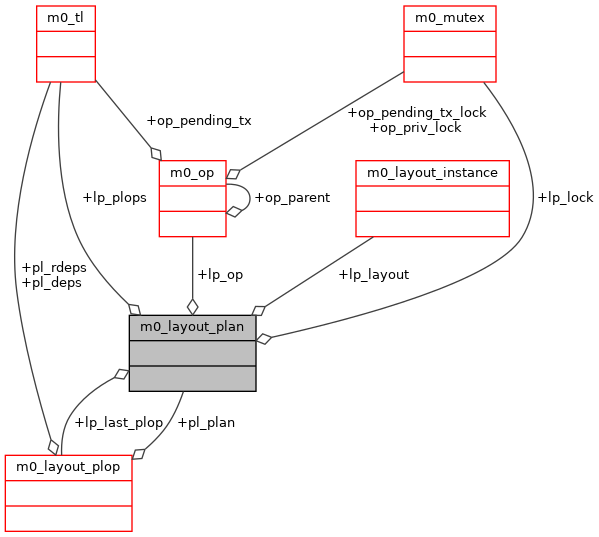 m0_tl
m0_mutex
+op_pending_tx
+op_pending_tx_lock
+op_priv_lock
m0_op
m0_layout_instance
+lp_plops
+op_parent
+lp_lock
+pl_rdeps
+pl_deps
+lp_op
+lp_layout
m0_layout_plan
+lp_last_plop
+pl_plan
m0_layout_plop